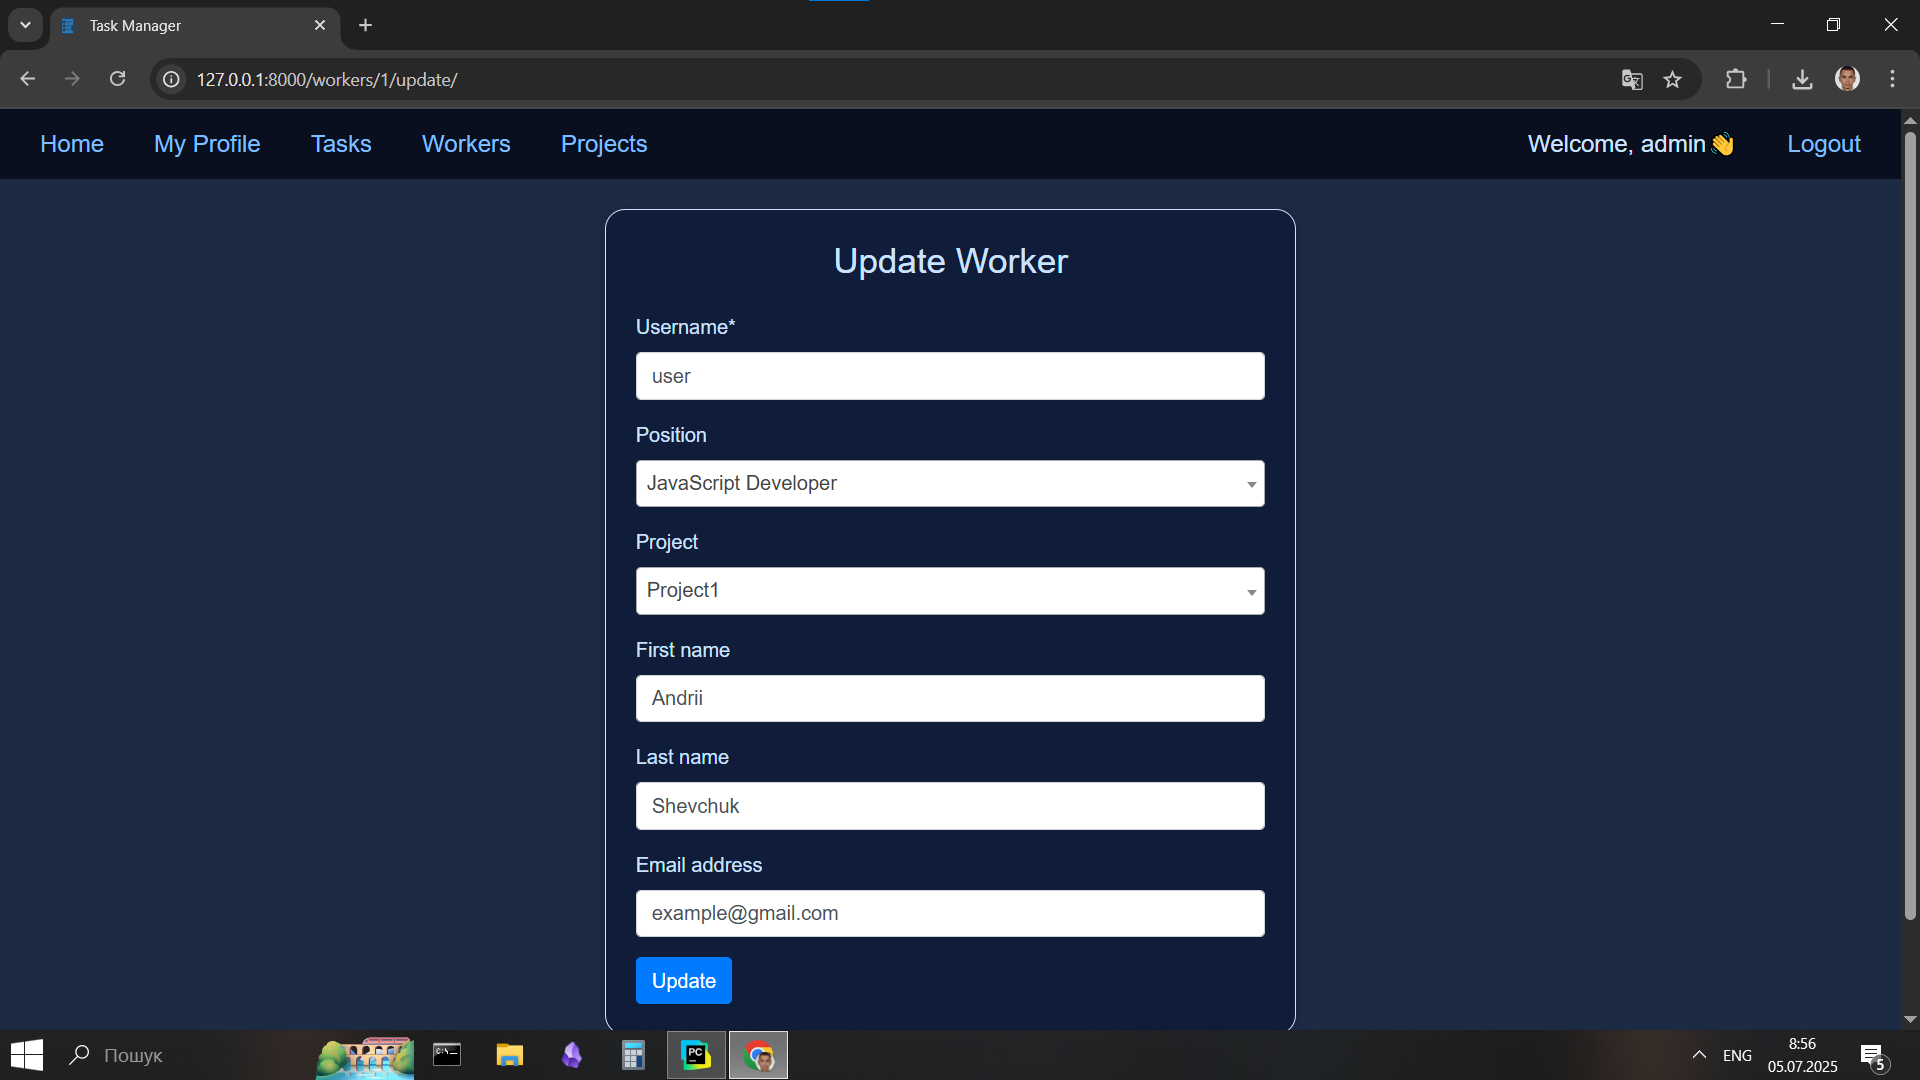 Task Manager
127.0.0.1:8000/workers/1/update/
Home My Profile Tasks Workers Projects Welcome, admin👋 Logout
Update Worker
Username*
user
Position
JavaScript Developer
Project
Project1
First name
Andrii
Last name
Shevchuk
Email address
example@gmail.com
Update
Пошук
C:\_
PC
ENG
8:56
05.07.2025
5